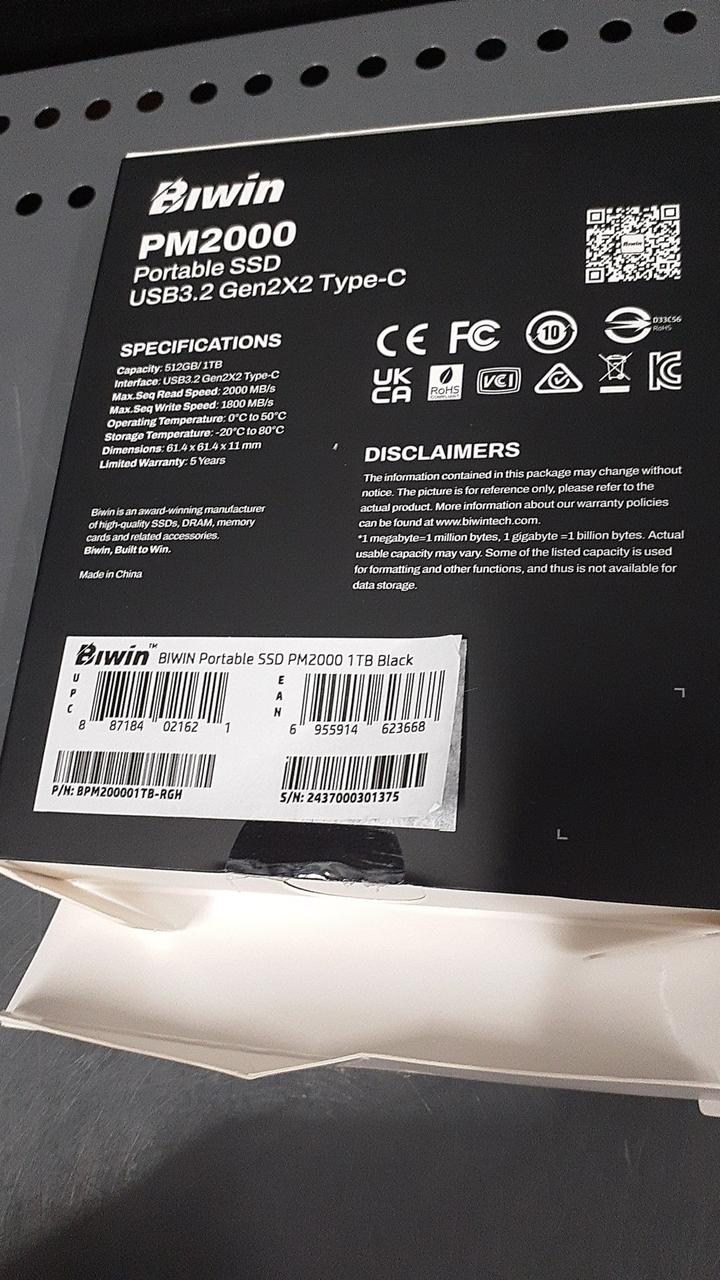 Biwin
PM2000
Portable SSD
USB3.2 Gen2X2 Type-C
SPECIFICATIONS
Capacity: 512GB/ 1TB
Interface: USB3.2 Gen2X2 Type-C
Max.Seq Read Speed: 2000 MB/s
Max.Seq Write Speed: 1800 MB/s
Operating Temperature: 0°C to 50°C
Storage Temperature: -20°C to 80°C
Dimensions: 61.4 x 61.4 x 11 mm
Limited Warranty: 5 Years
Biwin is an award-winning manufacturer
of high-quality SSDs, DRAM, memory
cards and related accessories.
Biwin, Built to Win.
Made in China
Biwin
CE FC 10 D33C56
RoHS
UK
CA
RoHS
COMPLIANT
VCI
DISCLAIMERS
The information contained in this package may change without
notice. The picture is for reference only, please refer to the
actual product. More information about our warranty policies
can be found at www.biwintech.com.
*1 megabyte=1 million bytes, 1 gigabyte =1 billion bytes. Actual
usable capacity may vary. Some of the listed capacity is used
for formatting and other functions, and thus is not available for
data storage.
Biwin™ BIWIN Portable SSD PM2000 1TB Black
UPC
8 87184 02162 1
EAN
6 955914 623668
P/N: BPM200001TB-RGH
S/N: 2437000301375